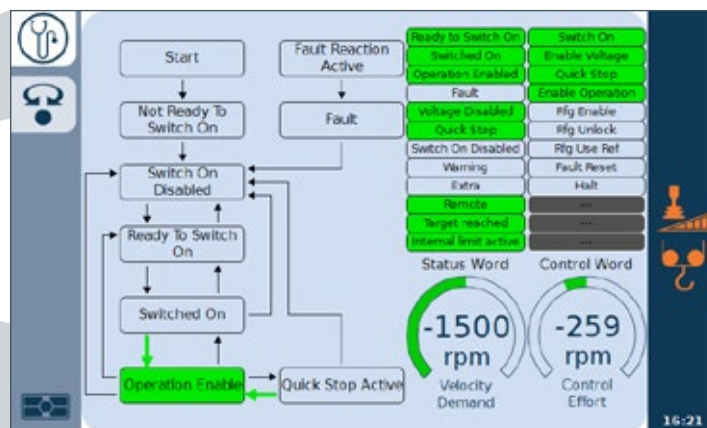 Start
Not Ready To
Switch On
Switch On
Disabled
Ready To Switch
On
Switched On
Operation Enable
Fault Reaction
Active
Fault
Quick Stop Active
Ready to Switch On
Switched On
Operation Enabled
Fault
Voltage Disabled
Quick Stop
Switch On Disabled
Warning
Extra
Remote
Target reached
Internal limit active
Status Word
Switch On
Enable Voltage
Quick Stop
Enable Operation
Rfg Enable
Rfg Unlock
Rfg Use Ref
Fault Reset
Halt
---
---
---
Control Word
-1500
rpm
Velocity
Demand
-259
rpm
Control
Effort
16:21